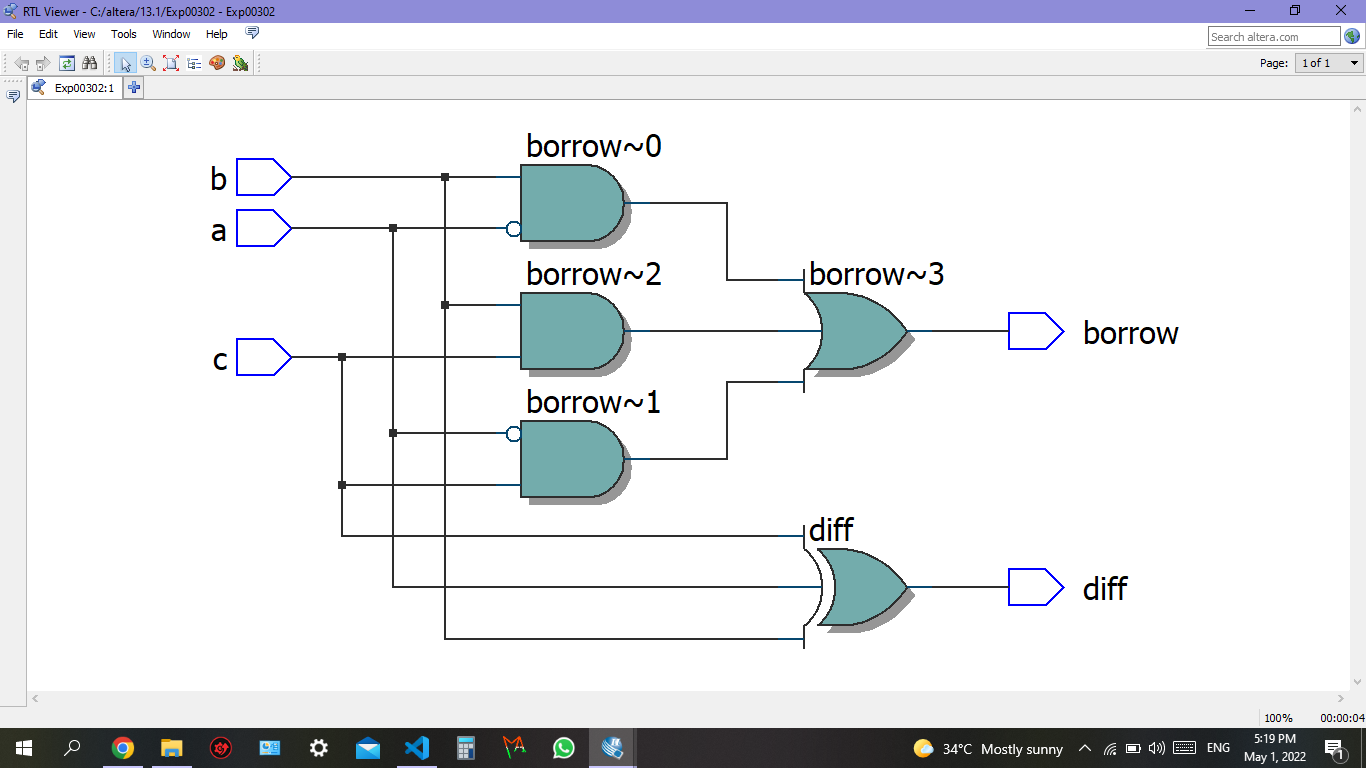 RTL Viewer - C:/altera/13.1/Exp00302 - Exp00302
File Edit View Tools Window Help
Search altera.com
Page: 1 of 1
Exp00302:1
borrow~0
b
a
borrow~2
borrow~3
c
borrow
borrow~1
diff
diff
100% 00:00:04
34°C Mostly sunny
ENG
5:19 PM
May 1, 2022
1